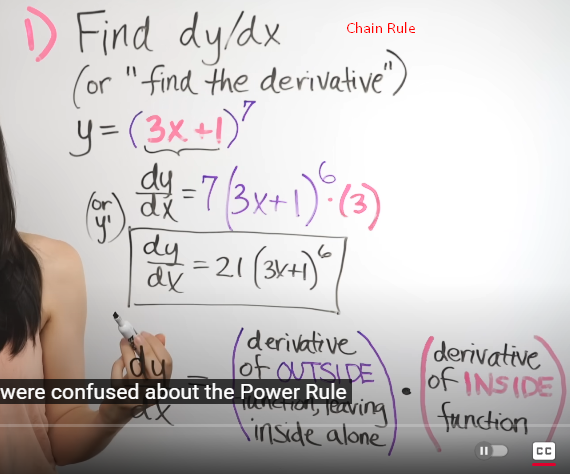 1) Find dy/dx
Chain Rule
(or "find the derivative")
y = (3x+1)^7
(or y') dy/dx = 7(3x+1)^6 · (3)
dy/dx = 21(3x+1)^6
dy/dx = (derivative of OUTSIDE function, leaving inside alone) · (derivative of INSIDE function)
were confused about the Power Rule
CC